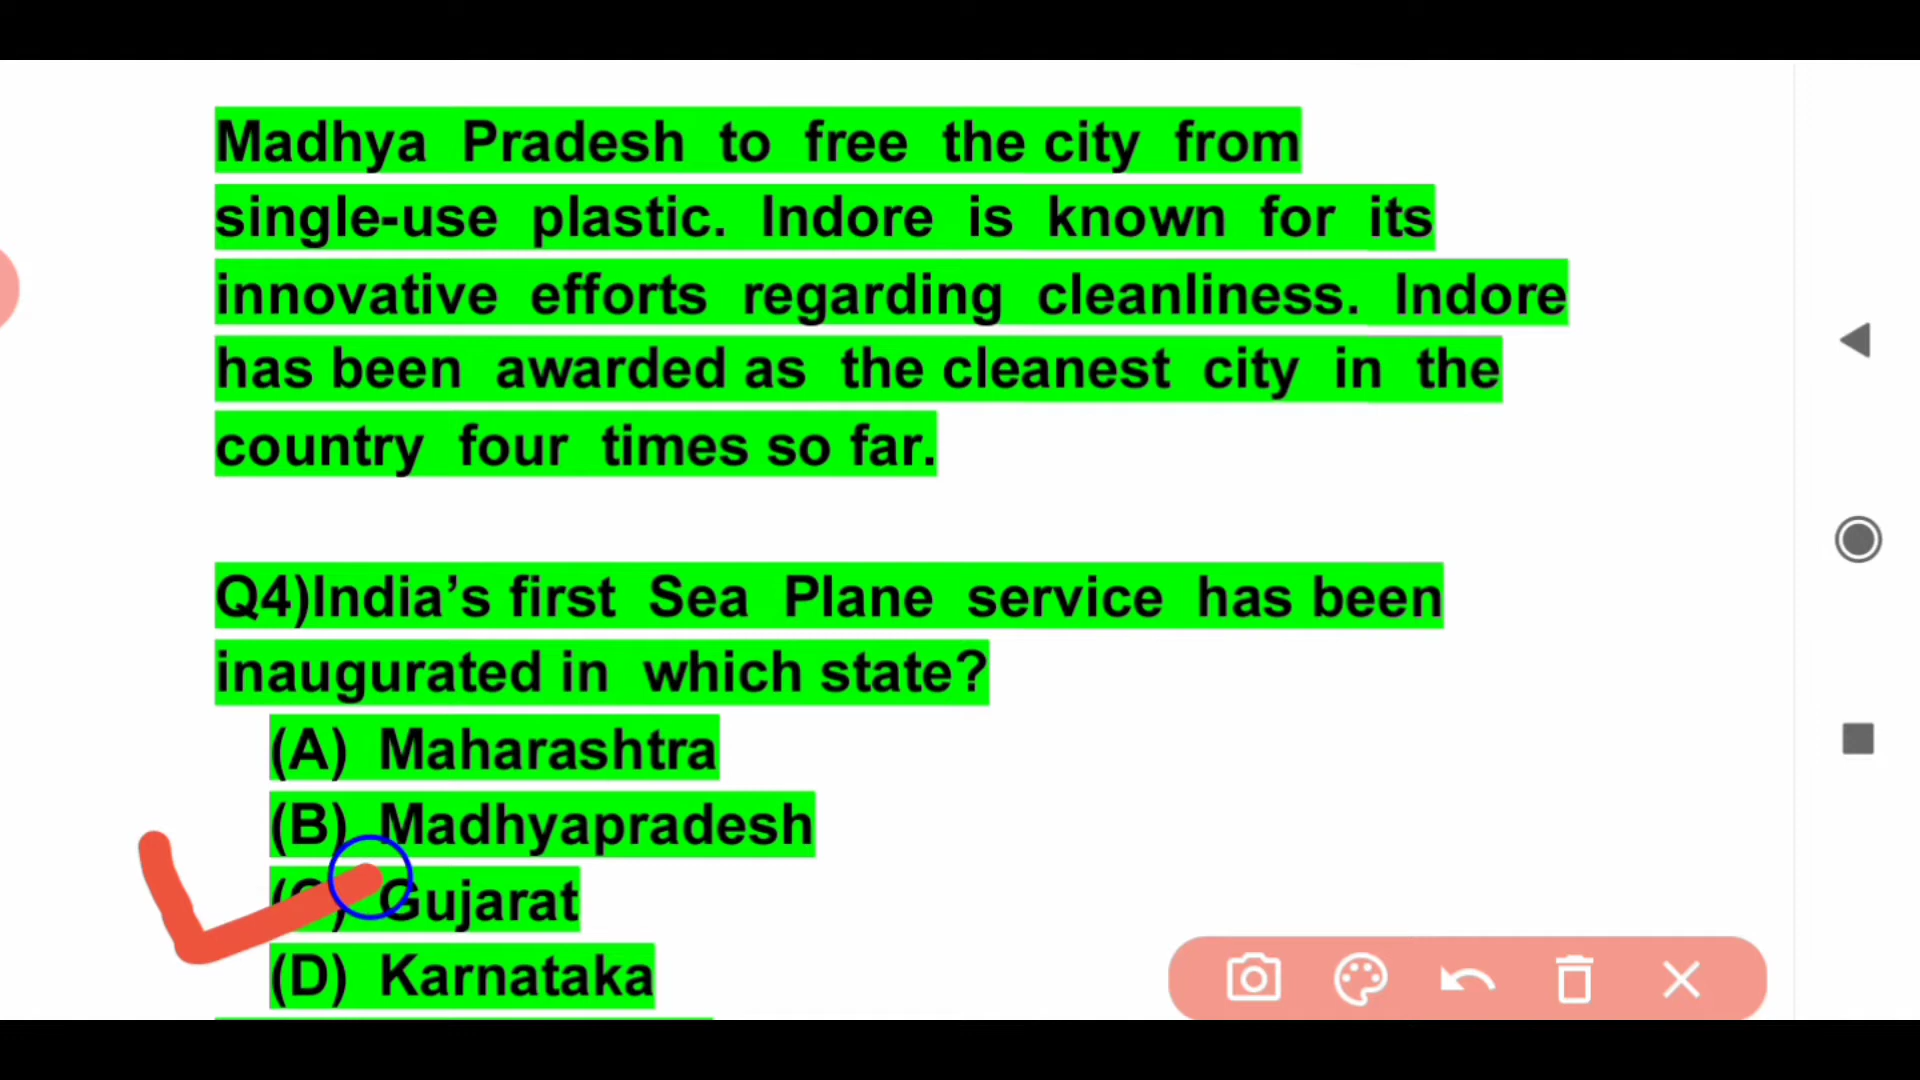 Madhya Pradesh to free the city from
single-use plastic. Indore is known for its
innovative efforts regarding cleanliness. Indore
has been awarded as the cleanest city in the
country four times so far.
Q4)India’s first Sea Plane service has been
inaugurated in which state?
(A) Maharashtra
(B) Madhyapradesh
(C) Gujarat
(D) Karnataka